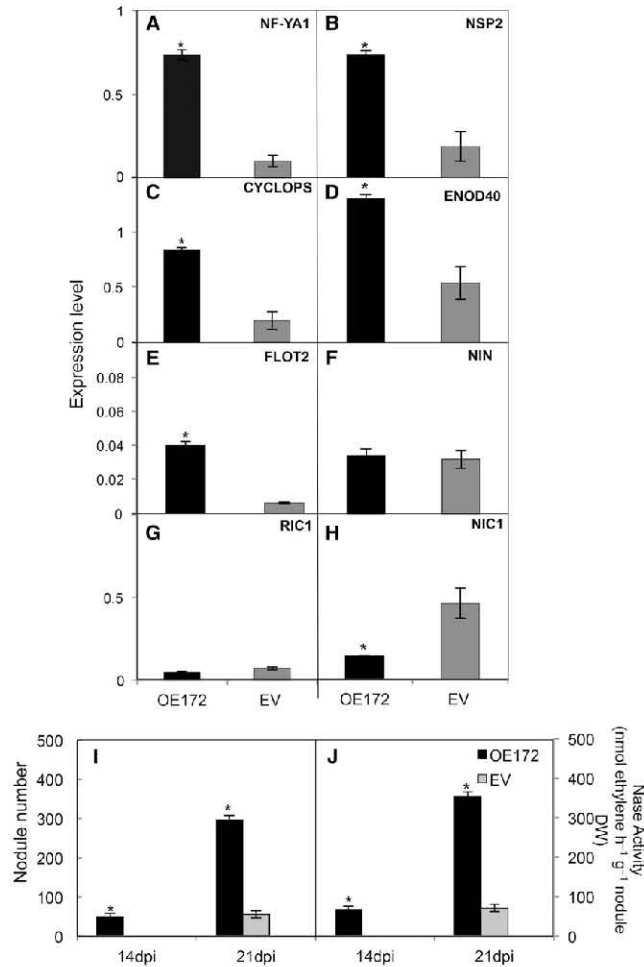 A NF-YA1 B NSP2
*
*
0.5
0
C CYCLOPS D ENOD40
*
*
1
0.5
0
E FLOT2 F NIN
0.08
0.06
*
0.04
0.02
0
G RIC1 H NIC1
0.5
*
0
OE172 EV OE172 EV
Expression level
I J
500 500
OE172
EV
400 400
*
*
300 300
200 200
100 100
*
*
0 0
14dpi 21dpi 14dpi 21dpi
Nodule number
Nase Activity
(nmol ethylene h⁻¹ g⁻¹ nodule
DW)